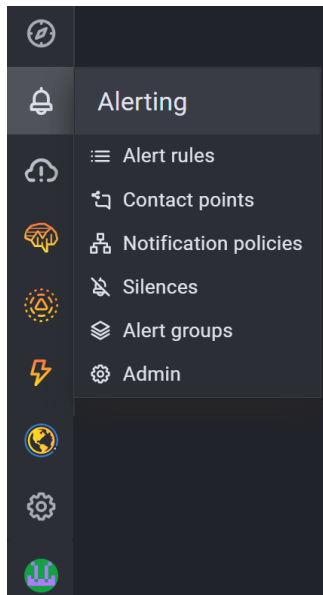 Alerting
Alert rules
Contact points
Notification policies
Silences
Alert groups
Admin